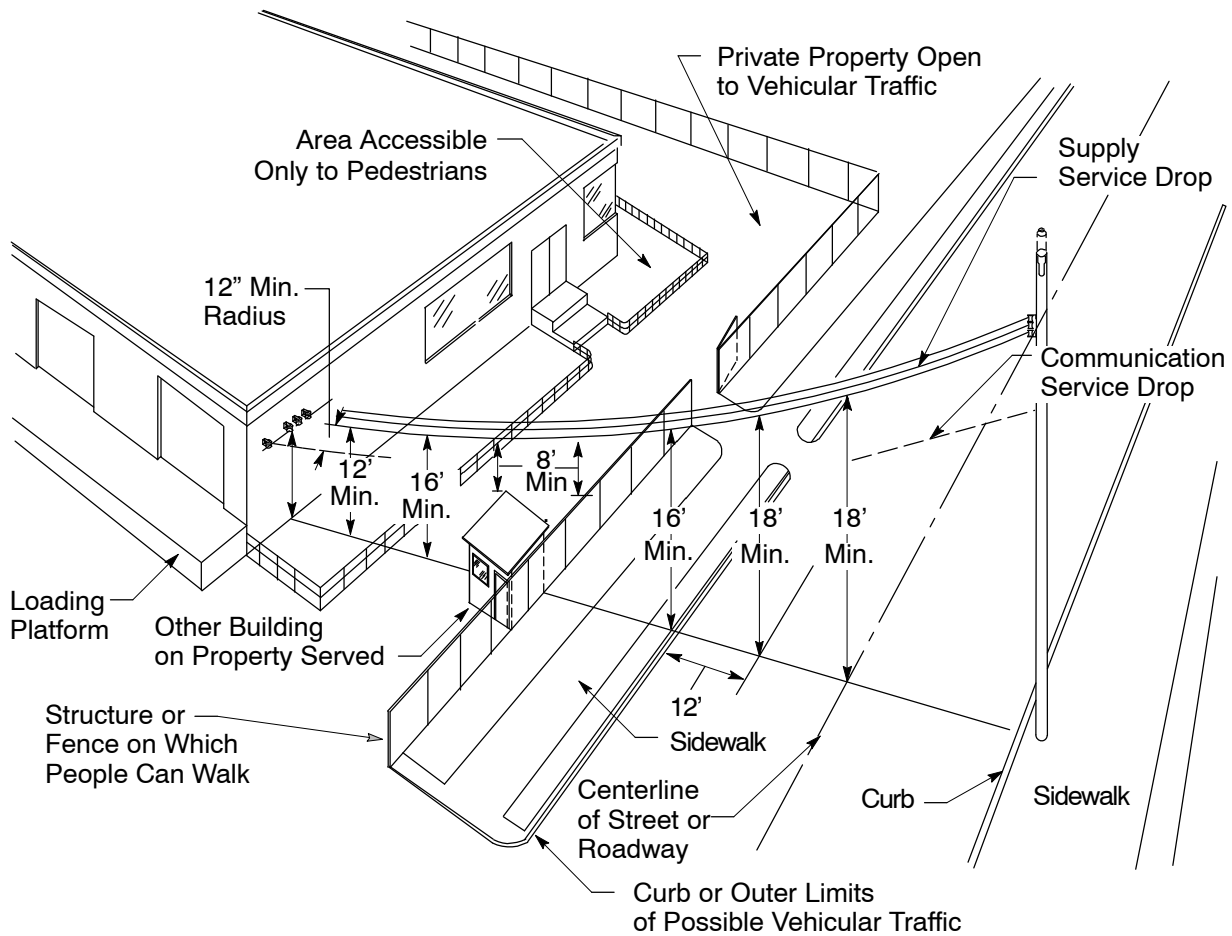 Private Property Open
to Vehicular Traffic
Area Accessible
Only to Pedestrians
Supply
Service Drop
12” Min.
Radius
Communication
Service Drop
12’
Min.
16’
Min.
8’
Min
16’
Min.
18’
Min.
18’
Min.
Loading
Platform
Other Building
on Property Served
12’
Structure or
Fence on Which
People Can Walk
Sidewalk
Centerline
of Street or
Roadway
Curb
Sidewalk
Curb or Outer Limits
of Possible Vehicular Traffic